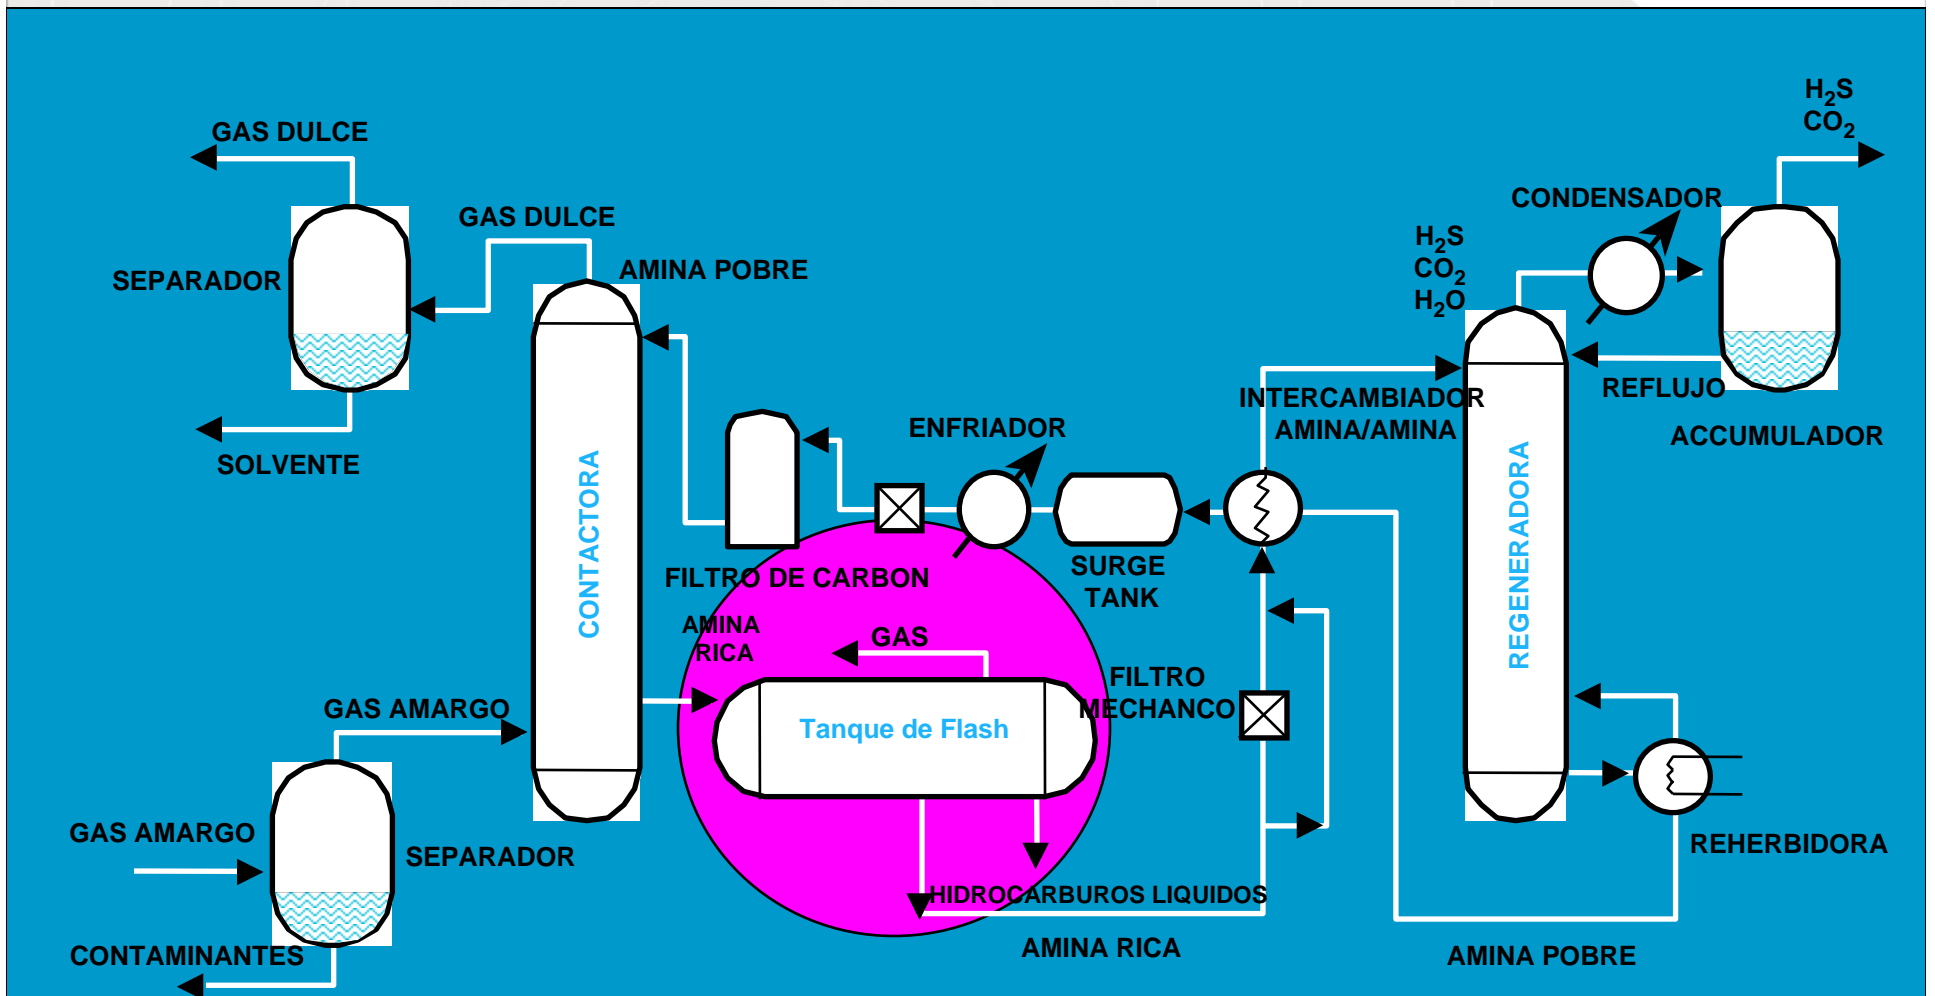 H2S
CO2
GAS DULCE
CONDENSADOR
GAS DULCE
H2S
CO2
H2O
AMINA POBRE
SEPARADOR
REFLUJO
INTERCAMBIADOR
AMINA/AMINA
ENFRIADOR
ACCUMULADOR
SOLVENTE
CONTACTORA
REGENERADORA
FILTRO DE CARBON
SURGE
TANK
AMINA
RICA
GAS
FILTRO
MECHANCO
GAS AMARGO
Tanque de Flash
GAS AMARGO
SEPARADOR
REHERBIDORA
HIDROCARBUROS LIQUIDOS
AMINA RICA
AMINA POBRE
CONTAMINANTES